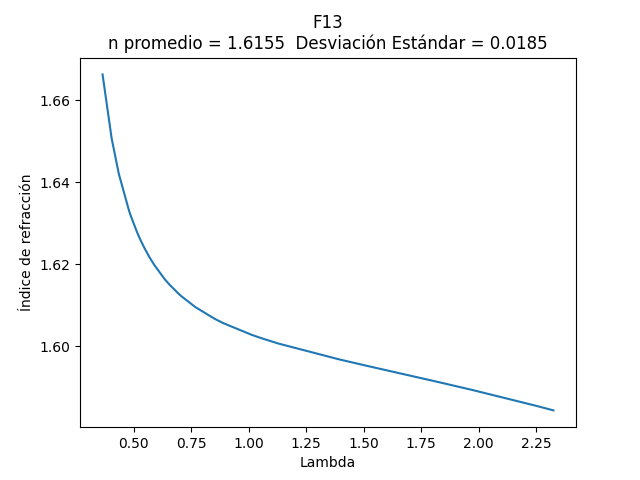 F13
n promedio = 1.6155  Desviación Estándar = 0.0185
1.66
1.64
1.62
1.60
Índice de refracción
0.50 0.75 1.00 1.25 1.50 1.75 2.00 2.25
Lambda